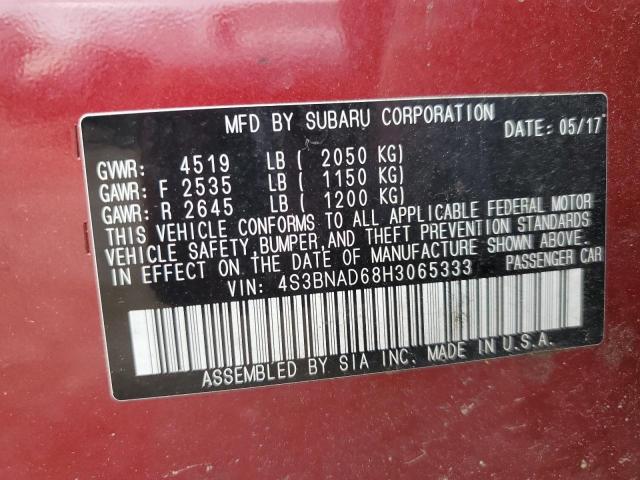 MFD BY SUBARU CORPORATION DATE: 05/17
GVWR: 4519 LB ( 2050 KG)
GAWR: F 2535 LB ( 1150 KG)
GAWR: R 2645 LB ( 1200 KG)
THIS VEHICLE CONFORMS TO ALL APPLICABLE FEDERAL MOTOR
VEHICLE SAFETY, BUMPER, AND THEFT PREVENTION STANDARDS
IN EFFECT ON THE DATE OF MANUFACTURE SHOWN ABOVE.
VIN: 4S3BNAD68H3065333 PASSENGER CAR
ASSEMBLED BY SIA INC. MADE IN U.S.A.